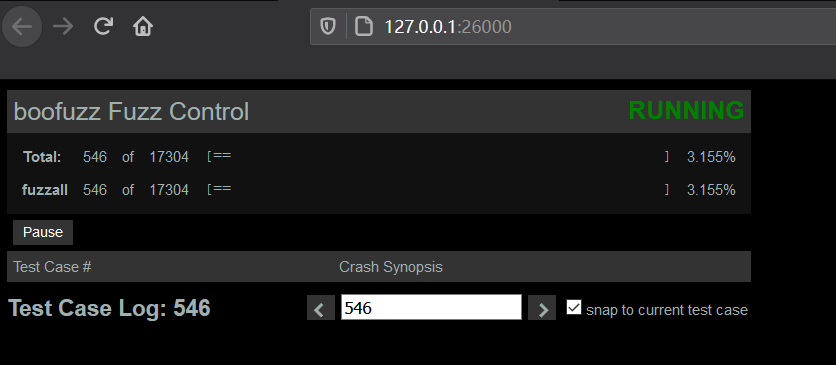 127.0.0.1:26000
boofuzz Fuzz Control RUNNING
Total: 546 of 17304 [== ] 3.155%
fuzzall 546 of 17304 [== ] 3.155%
Pause
Test Case # Crash Synopsis
Test Case Log: 546 < 546 > snap to current test case